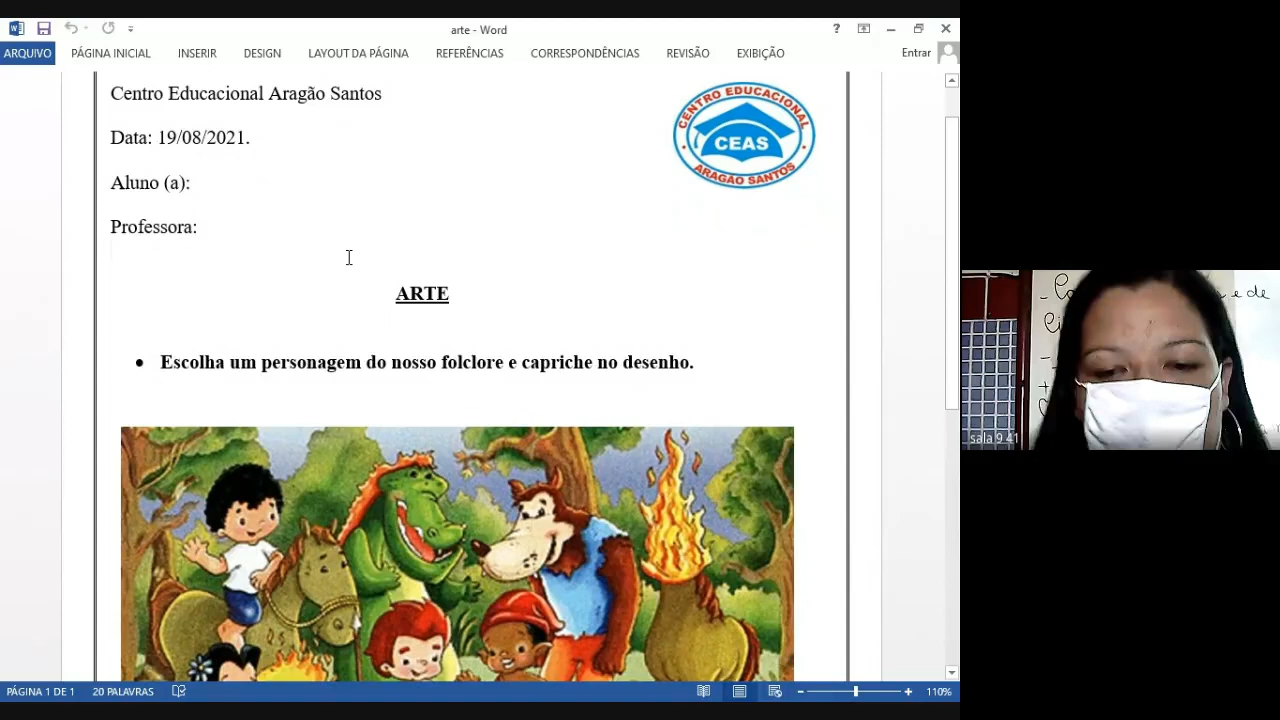 arte - Word
?
Entrar
ARQUIVO PÁGINA INICIAL INSERIR DESIGN LAYOUT DA PÁGINA REFERÊNCIAS CORRESPONDÊNCIAS REVISÃO EXIBIÇÃO
Centro Educacional Aragão Santos
Data: 19/08/2021.
Aluno (a):
Professora:
CENTRO EDUCACIONAL
CEAS
ARAGÃO SANTOS
ARTE
• Escolha um personagem do nosso folclore e capriche no desenho.
e de
sala 9 41
PÁGINA 1 DE 1 20 PALAVRAS
110%